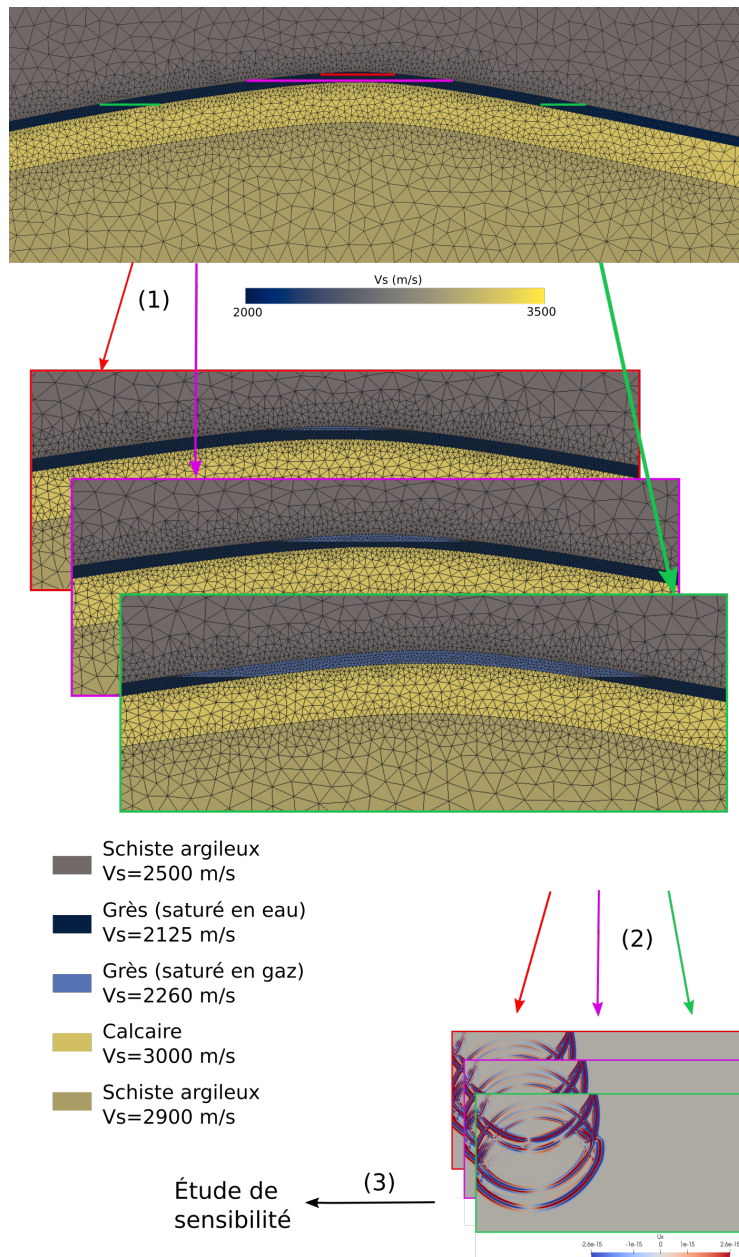 (1)
Vs (m/s)
2000
3500
Schiste argileux
Vs=2500 m/s
Grès (saturé en eau)
Vs=2125 m/s
Grès (saturé en gaz)
Vs=2260 m/s
Calcaire
Vs=3000 m/s
Schiste argileux
Vs=2900 m/s
(2)
(3)
Étude de
sensibilité
Ux
-2.6e-15 -1e-15 0 1e-15 2.6e-15